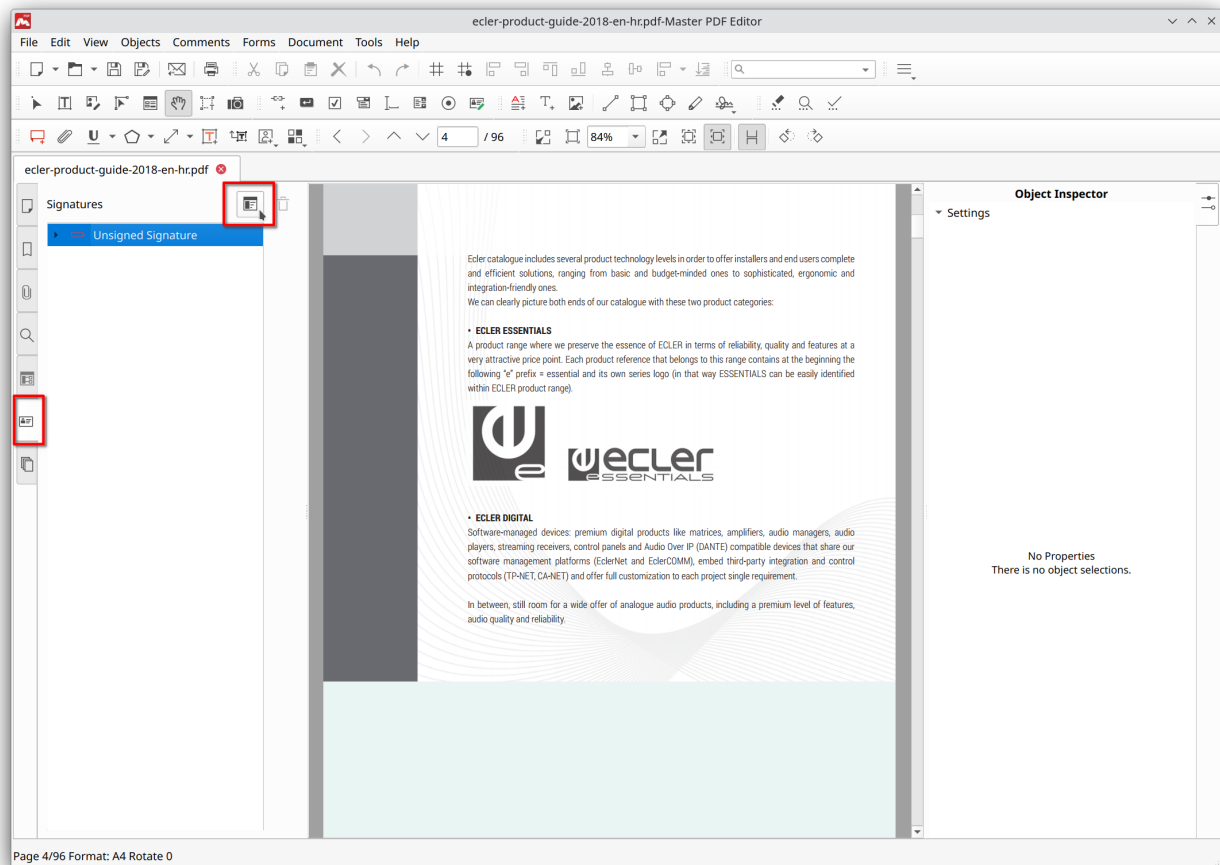 ecler-product-guide-2018-en-hr.pdf-Master PDF Editor
File Edit View Objects Comments Forms Document Tools Help
4 / 96 84%
ecler-product-guide-2018-en-hr.pdf
Signatures
Unsigned Signature
Ecler catalogue includes several product technology levels in order to offer installers and end users complete
and efficient solutions, ranging from basic and budget-minded ones to sophisticated, ergonomic and
integration-friendly ones.
We can clearly picture both ends of our catalogue with these two product categories:
• ECLER ESSENTIALS
A product range where we preserve the essence of ECLER in terms of reliability, quality and features at a
very attractive price point. Each product reference that belongs to this range contains at the beginning the
following "e" prefix = essential and its own series logo (in that way ESSENTIALS can be easily identified
within ECLER product range).
e
ecler
essentials
• ECLER DIGITAL
Software-managed devices: premium digital products like matrices, amplifiers, audio managers, audio
players, streaming receivers, control panels and Audio Over IP (DANTE) compatible devices that share our
software management platforms (EclerNet and EclerCOMM), embed third-party integration and control
protocols (TP-NET, CA-NET) and offer full customization to each project single requirement.
In between, still room for a wide offer of analogue audio products, including a premium level of features,
audio quality and reliability.
Object Inspector
Settings
No Properties
There is no object selections.
Page 4/96 Format: A4 Rotate 0